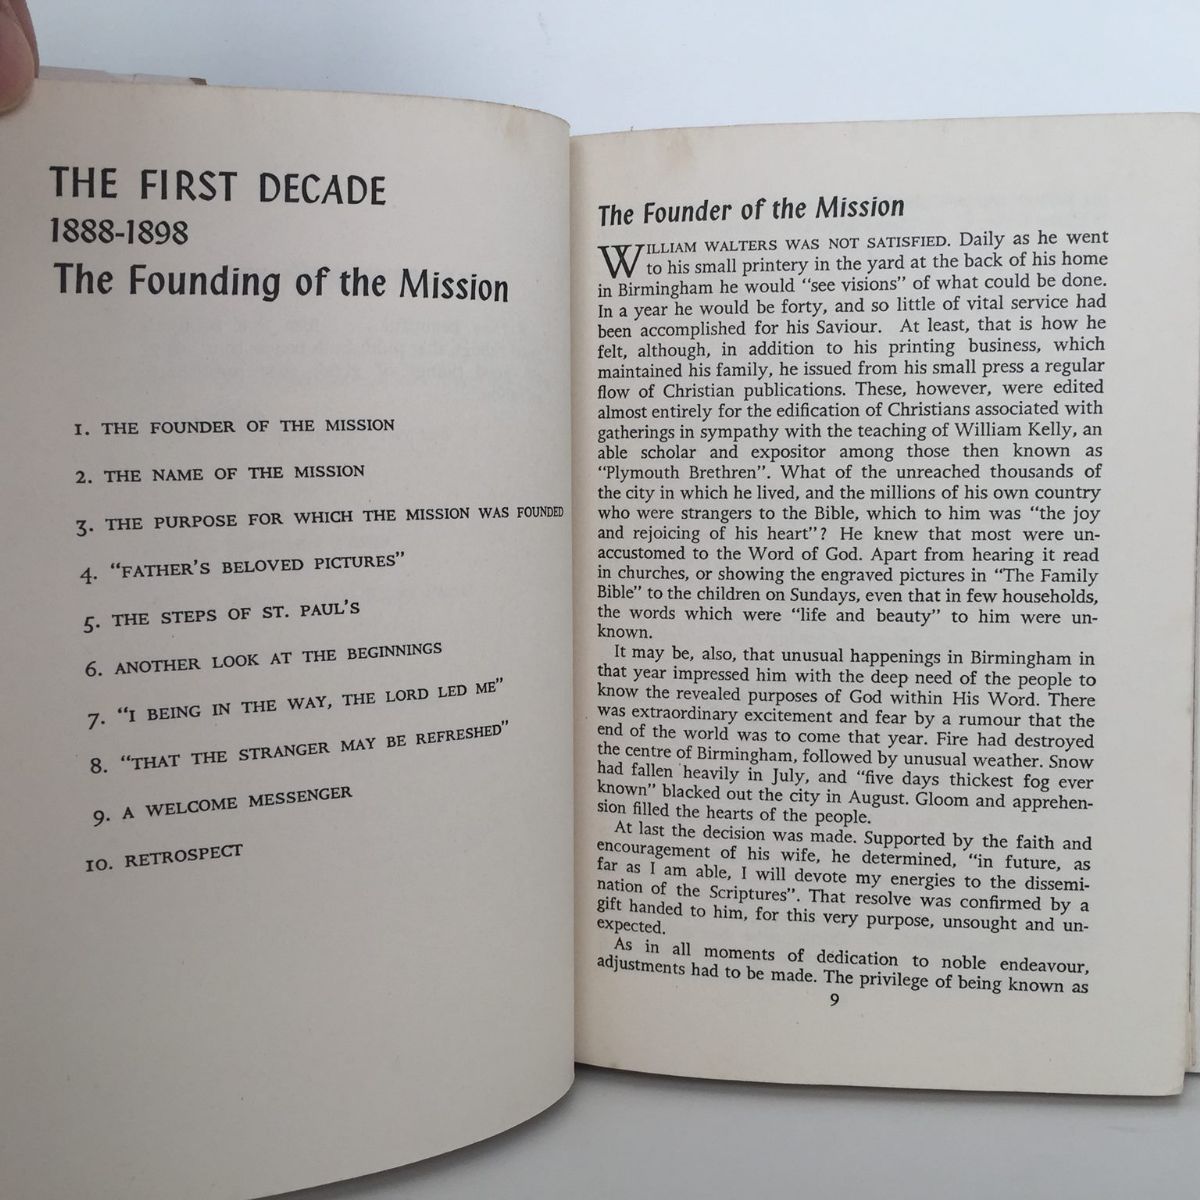 THE FIRST DECADE
1888-1898
The Founding of the Mission
1. THE FOUNDER OF THE MISSION
2. THE NAME OF THE MISSION
3. THE PURPOSE FOR WHICH THE MISSION WAS FOUNDED
4. "FATHER'S BELOVED PICTURES"
5. THE STEPS OF ST. PAUL'S
6. ANOTHER LOOK AT THE BEGINNINGS
7. "I BEING IN THE WAY, THE LORD LED ME"
8. "THAT THE STRANGER MAY BE REFRESHED"
9. A WELCOME MESSENGER
10. RETROSPECT
The Founder of the Mission
WILLIAM WALTERS WAS NOT SATISFIED. Daily as he went
to his small printery in the yard at the back of his home
in Birmingham he would "see visions" of what could be done.
In a year he would be forty, and so little of vital service had
been accomplished for his Saviour. At least, that is how he
felt, although, in addition to his printing business, which
maintained his family, he issued from his small press a regular
flow of Christian publications. These, however, were edited
almost entirely for the edification of Christians associated with
gatherings in sympathy with the teaching of William Kelly, an
able scholar and expositor among those then known as
"Plymouth Brethren". What of the unreached thousands of
the city in which he lived, and the millions of his own country
who were strangers to the Bible, which to him was "the joy
and rejoicing of his heart"? He knew that most were un-
accustomed to the Word of God. Apart from hearing it read
in churches, or showing the engraved pictures in "The Family
Bible" to the children on Sundays, even that in few households,
the words which were "life and beauty" to him were un-
known.
It may be, also, that unusual happenings in Birmingham in
that year impressed him with the deep need of the people to
know the revealed purposes of God within His Word. There
was extraordinary excitement and fear by a rumour that the
end of the world was to come that year. Fire had destroyed
the centre of Birmingham, followed by unusual weather. Snow
had fallen heavily in July, and "five days thickest fog ever
known" blacked out the city in August. Gloom and apprehen-
sion filled the hearts of the people.
At last the decision was made. Supported by the faith and
encouragement of his wife, he determined, "in future, as
far as I am able, I will devote my energies to the dissemi-
nation of the Scriptures". That resolve was confirmed by a
gift handed to him, for this very purpose, unsought and un-
expected.
As in all moments of dedication to noble endeavour,
adjustments had to be made. The privilege of being known as
9